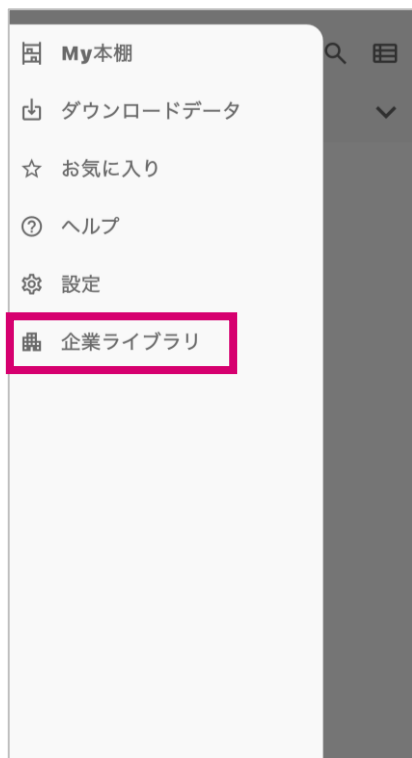 My本棚
ダウンロードデータ
お気に入り
ヘルプ
設定
企業ライブラリ